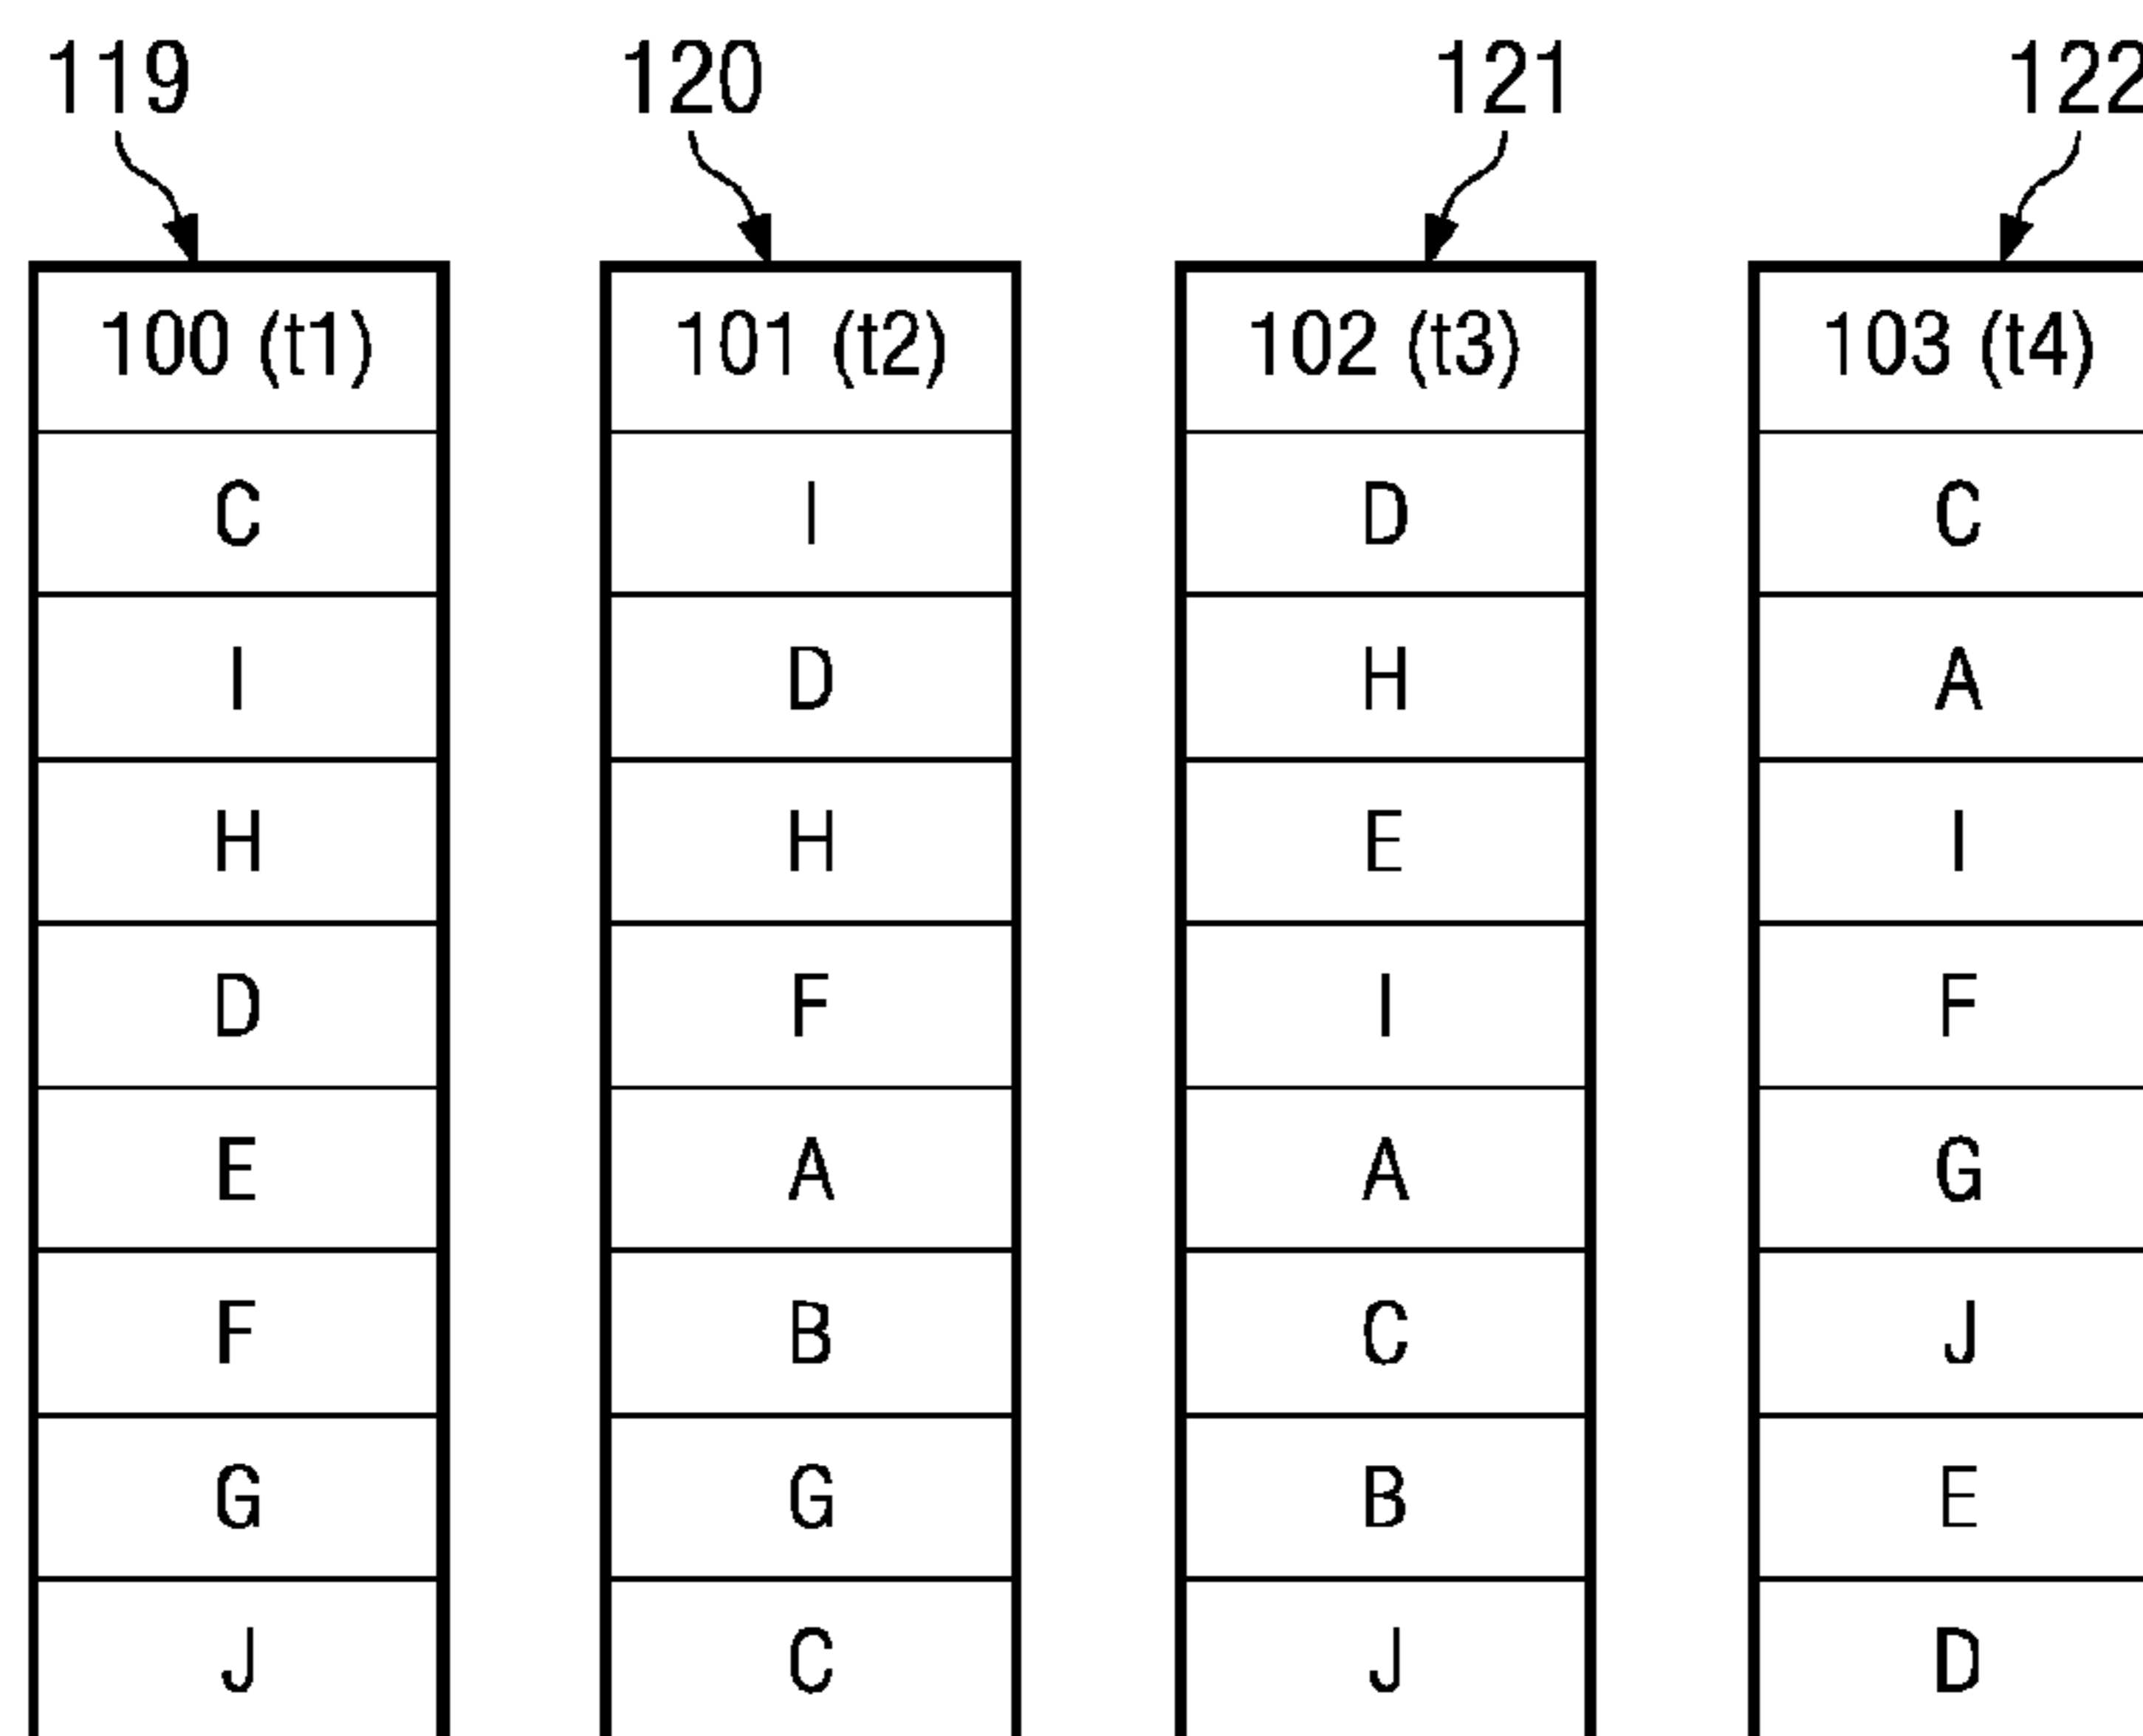 119 120 121 122
100 (t1) 101 (t2) 102 (t3) 103 (t4)
C I D C
I D H A
H H E I
D F I F
E A A G
F B C J
G G B E
J C J D